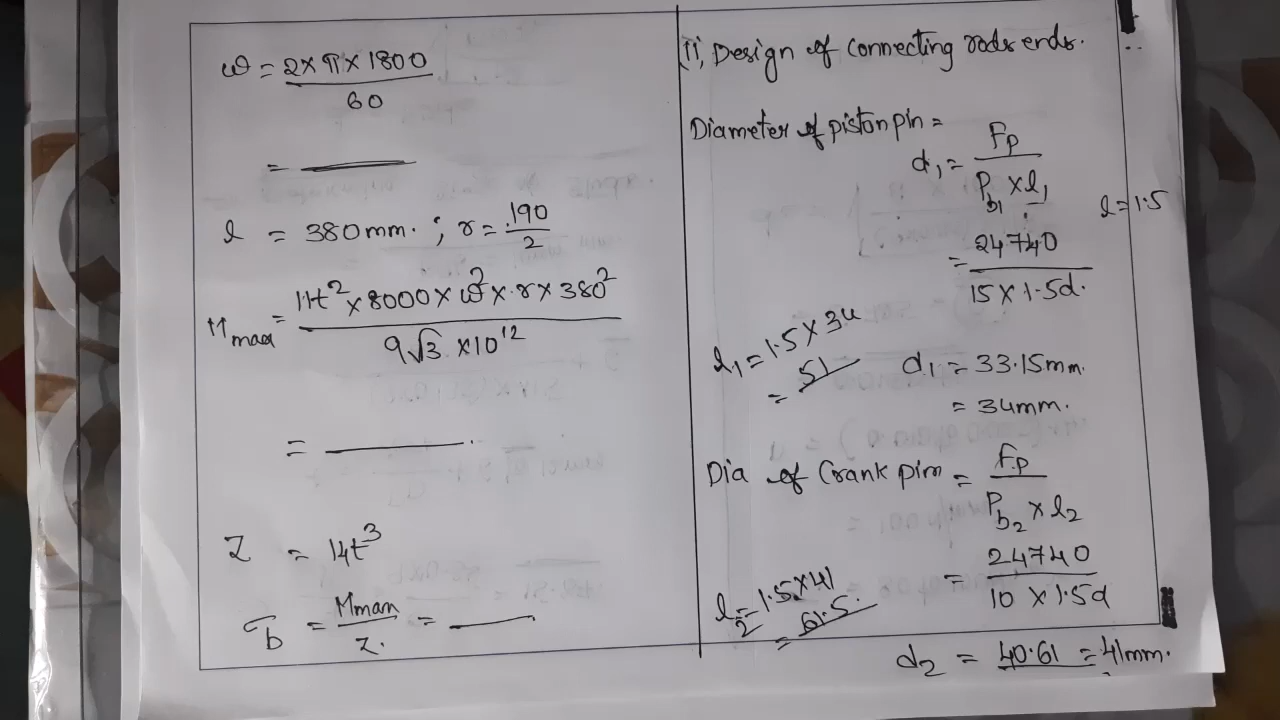 ω = 2×π×1800 / 60
= ———
l = 380mm. ; r = 190 / 2
Mmax = 11t² × 8000 × ω² × r × 380² / 9√3 × 10¹²
= ———.
Z = 14t³
σb = Mmax / Z. = ———
ii, Design of Connecting rods ends.
Diameter of piston pin =
d₁ = Fp / Pb1 × l₁
l = 1.5
= 24740 / 15 × 1.5d.
l₁ = 1.5 × 34
= 51
d₁ = 33.15mm.
= 34mm.
Dia of Crank pin = Fp / Pb2 × l₂
= 24740 / 10 × 1.5d
l₂ = 1.5×41
= 61.5.
d₂ = 40.61 = 41mm.